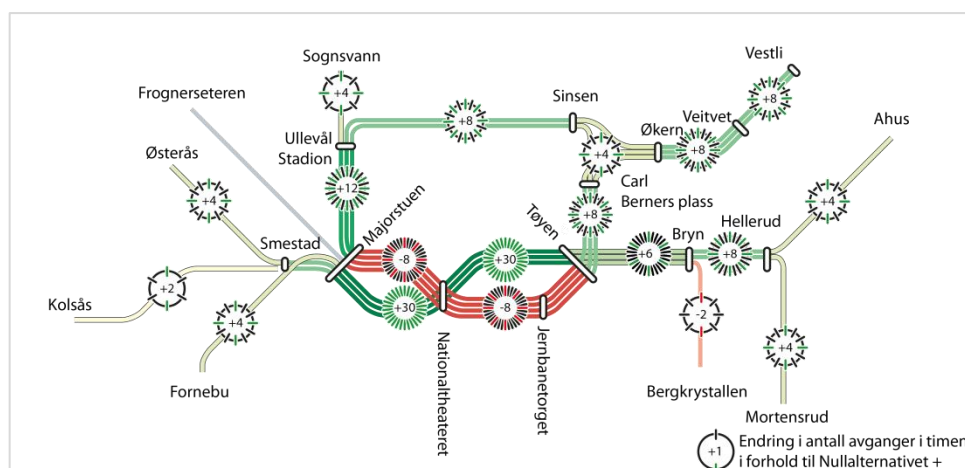 Sognsvann
+4
Vestli
+8
Frognerseteren
+8
Sinsen
Ahus
Ullevål
Stadion
Økern
Veitvet
+8
+4
Østerås
+12
Majorstuen
Carl
Berners plass
+4
+4
+8
Tøyen
Bryn
Hellerud
Smestad
-8
+30
+6
+8
+2
Kolsås
+30
-8
-2
+4
Nationaltheateret
Jernbanetorget
+4
Fornebu
Bergkrystallen
Mortensrud
+1
Endring i antall avganger i timen
i forhold til Nullalternativet +